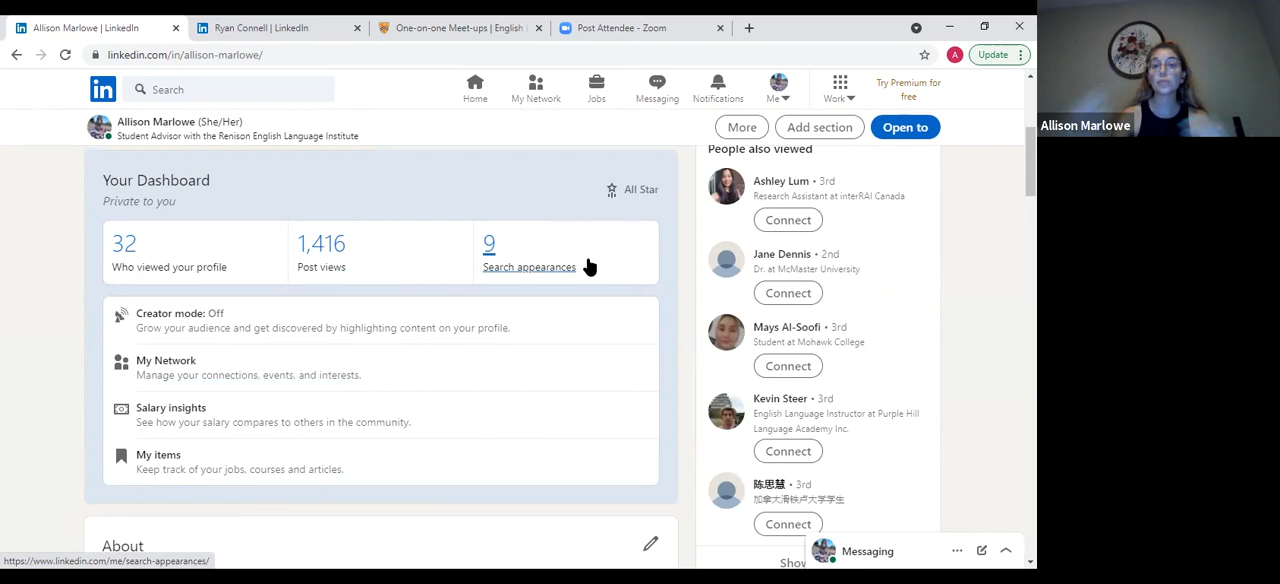 Allison Marlowe | LinkedIn
Ryan Connell | LinkedIn
One-on-one Meet-ups | English
Post Attendee - Zoom
linkedin.com/in/allison-marlowe/
A
Update
in
Search
Home
My Network
Jobs
Messaging
Notifications
Me
Work
Try Premium for
free
Allison Marlowe (She/Her)
Student Advisor with the Renison English Language Institute
More
Add section
Open to
Your Dashboard
Private to you
All Star
32
Who viewed your profile
1,416
Post views
9
Search appearances
Creator mode: Off
Grow your audience and get discovered by highlighting content on your profile.
My Network
Manage your connections, events, and interests.
Salary insights
See how your salary compares to others in the community.
My items
Keep track of your jobs, courses and articles.
About
People also viewed
Ashley Lum • 3rd
Research Assistant at interRAI Canada
Connect
Jane Dennis • 2nd
Dr. at McMaster University
Connect
Mays Al-Soofi • 3rd
Student at Mohawk College
Connect
Kevin Steer • 3rd
English Language Instructor at Purple Hill
Language Academy Inc.
Connect
陈思慧 • 3rd
加拿大滑铁卢大学学生
Connect
Show
Messaging
https://www.linkedin.com/me/search-appearances/
Allison Marlowe